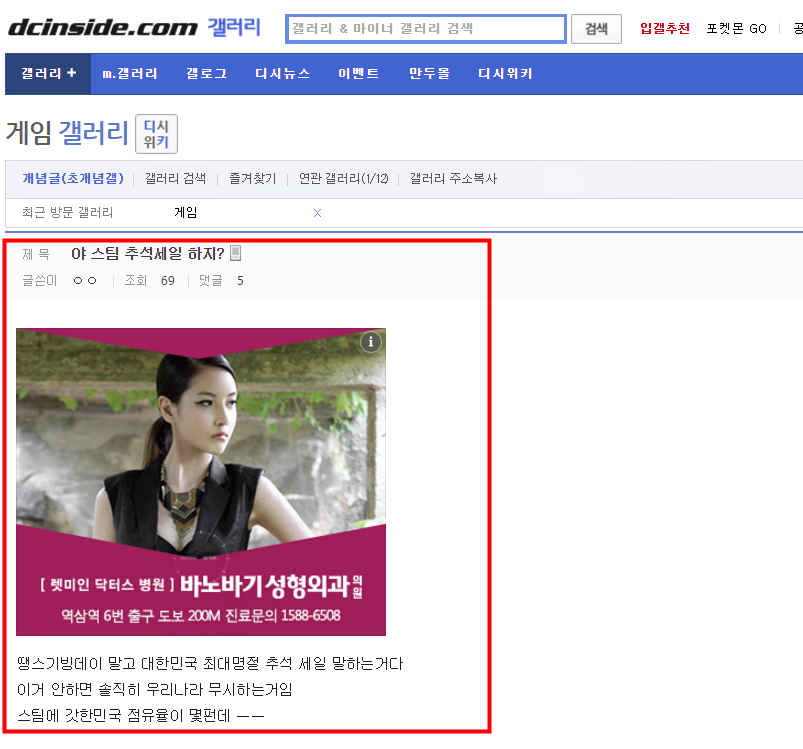 dcinside.com 갤러리
갤러리 & 마이너 갤러리 검색
검색
입갤추천 포켓몬 GO
갤러리 + m.갤러리 갤로그 디시뉴스 이벤트 만두몰 디시위키
게임 갤러리 디시위키
개념글(초개념갤) 갤러리 검색 즐겨찾기 연관 갤러리(1/12) 갤러리 주소복사
최근 방문 갤러리 게임 X
제 목 야 스팀 추석세일 하지?
글쓴이 ㅇㅇ 조회 69 댓글 5
[ 렛미인 닥터스 병원 ] 바노바기성형외과의원
역삼역 6번 출구 도보 200M 진료문의 1588-6508
땡스기빙데이 말고 대한민국 최대명절 추석 세일 말하는거다
이거 안하면 솔직히 우리나라 무시하는거임
스팀에 갓한민국 점유율이 몇펀데 ㅡㅡ